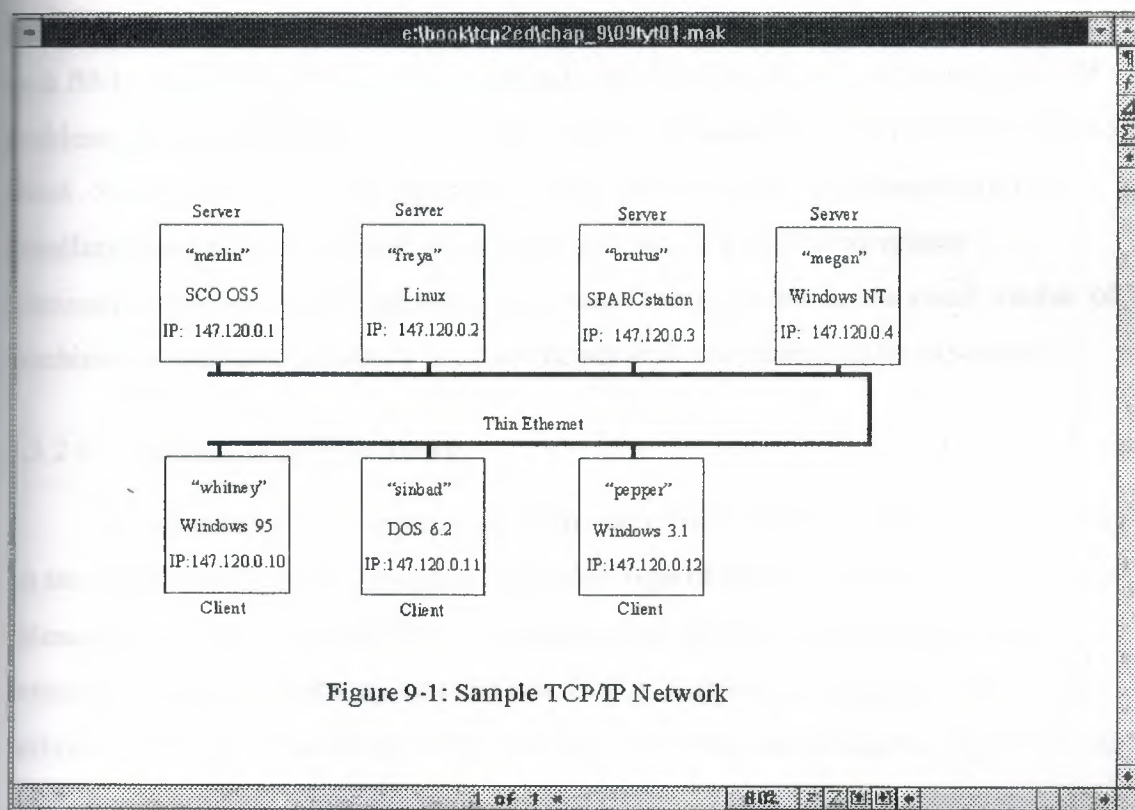 e:\book\tcp2ed\chap_9\09tyt01.mak
Server Server Server Server
“merlin” “freya” “brutus” “megan”
SCO OS5 Linux SPARCstation Windows NT
IP: 147.120.0.1 IP: 147.120.0.2 IP: 147.120.0.3 IP: 147.120.0.4
Thin Ethernet
“whitney” “sinbad” “pepper”
Windows 95 DOS 6.2 Windows 3.1
IP:147.120.0.10 IP:147.120.0.11 IP:147.120.0.12
Client Client Client
Figure 9-1: Sample TCP/IP Network
1 of 1